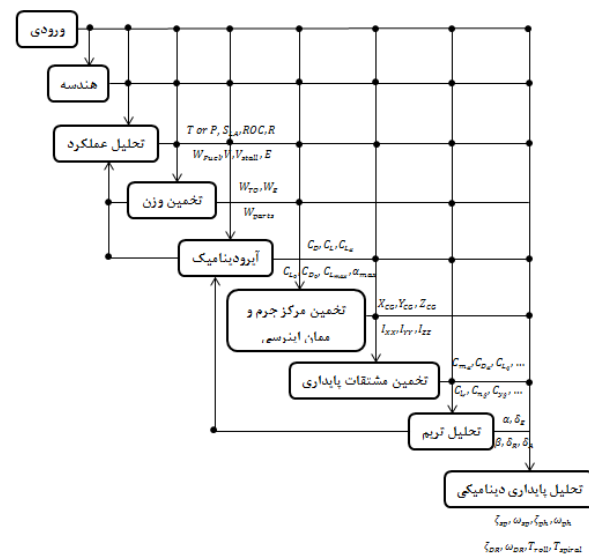 ورودی
هندسه
تحلیل عملکرد
T or P, S_LA, ROC, R
W_Fuel, V, V_stall, E
تخمین وزن
W_TO, W_E
W_parts
آیرودینامیک
C_D, C_L, C_Lα
C_L0, C_D0, C_Lmax, α_max
تخمین مرکز جرم و
ممان اینرسی
X_CG, Y_CG, Z_CG
I_XX, I_YY, I_ZZ
تخمین مشتقات پایداری
C_mα, C_Dα, C_Lq, ...
C_lr, C_nβ, C_yβ, ...
تحلیل تریم
α, δ_E
β, δ_R, δ_A
تحلیل پایداری دینامیکی
ζ_sp, ω_sp, ζ_ph, ω_ph
ζ_DR, ω_DR, T_roll, T_spiral